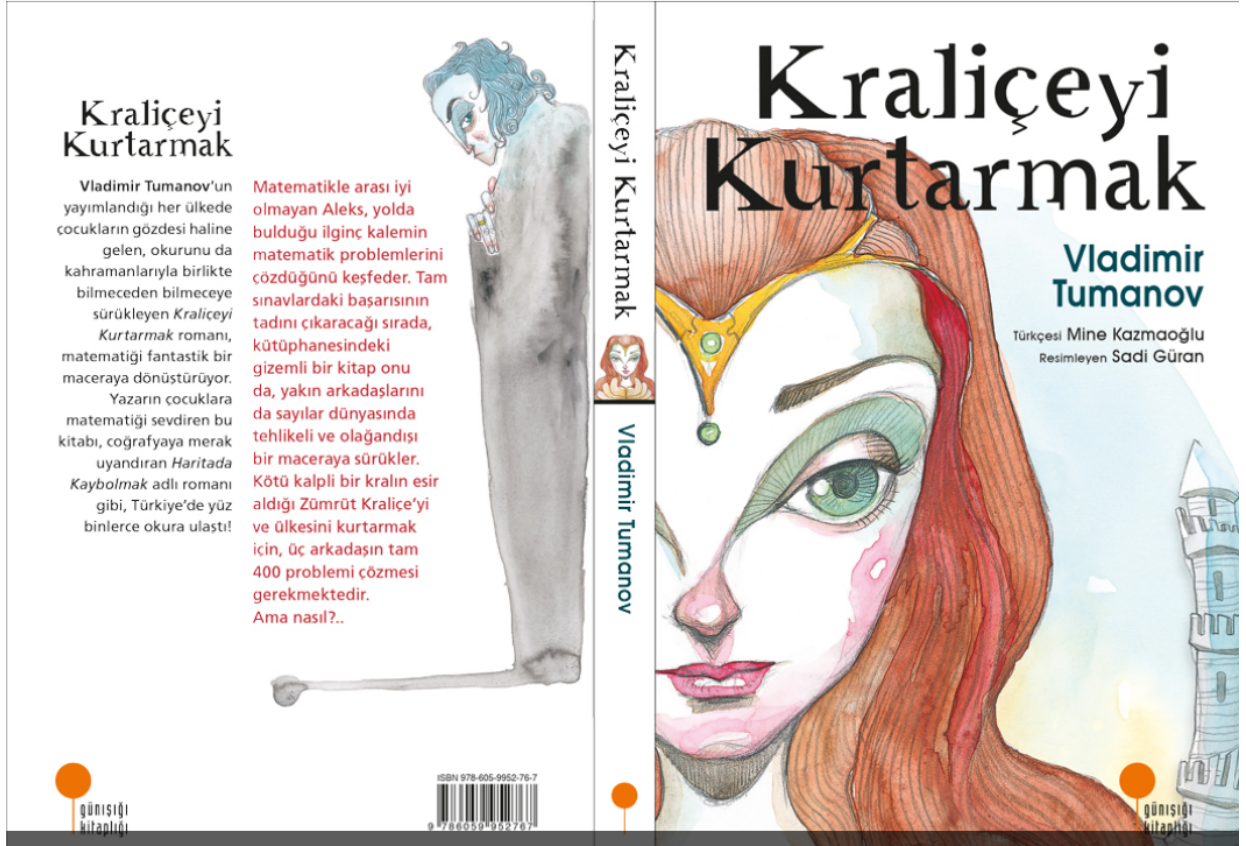 Kraliçeyi
Kurtarmak
Vladimir Tumanov'un
yayımlandığı her ülkede
çocukların gözdesi haline
gelen, okurunu da
kahramanlarıyla birlikte
bilmeceden bilmeceye
sürükleyen Kraliçeyi
Kurtarmak romanı,
matematiği fantastik bir
maceraya dönüştürüyor.
Yazarın çocuklara
matematiği sevdiren bu
kitabı, coğrafyaya merak
uyandıran Haritada
Kaybolmak adlı romanı
gibi, Türkiye'de yüz
binlerce okura ulaştı!
Matematikle arası iyi
olmayan Aleks, yolda
bulduğu ilginç kalemin
matematik problemlerini
çözdüğünü keşfeder. Tam
sınavlardaki başarısının
tadını çıkaracağı sırada,
kütüphanesindeki
gizemli bir kitap onu
da, yakın arkadaşlarını
da sayılar dünyasında
tehlikeli ve olağandışı
bir maceraya sürükler.
Kötü kalpli bir kralın esir
aldığı Zümrüt Kraliçe'yi
ve ülkesini kurtarmak
için, üç arkadaşın tam
400 problemi çözmesi
gerekmektedir.
Ama nasıl?..
günışığı
kitaplığı
ISBN 978-605-9952-76-7
9 786059 952767
Kraliçeyi Kurtarmak
Vladimir Tumanov
Kraliçeyi
Kurtarmak
Vladimir
Tumanov
Türkçesi Mine Kazmaoğlu
Resimleyen Sadi Güran
günışığı
kitaplığı